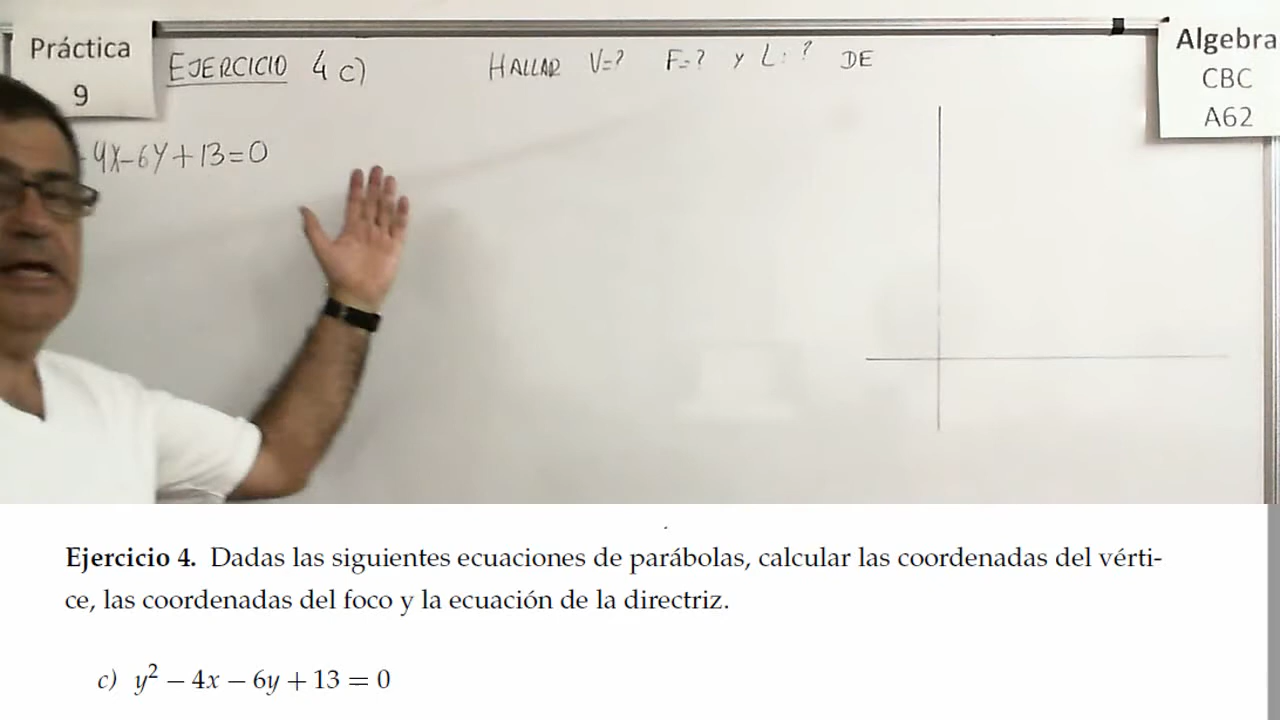 Práctica
9
EJERCICIO 4 c)
HALLAR V=? F=? y L: ? DE
Algebra
CBC
A62
4X-6Y+13=0
Ejercicio 4. Dadas las siguientes ecuaciones de parábolas, calcular las coordenadas del vérti-
ce, las coordenadas del foco y la ecuación de la directriz.
c) y² − 4x − 6y + 13 = 0